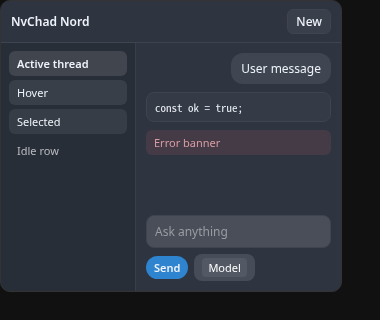 NvChad Nord
New
Active thread
Hover
Selected
Idle row
User message
const ok = true;
Error banner
Ask anything
Send
Model